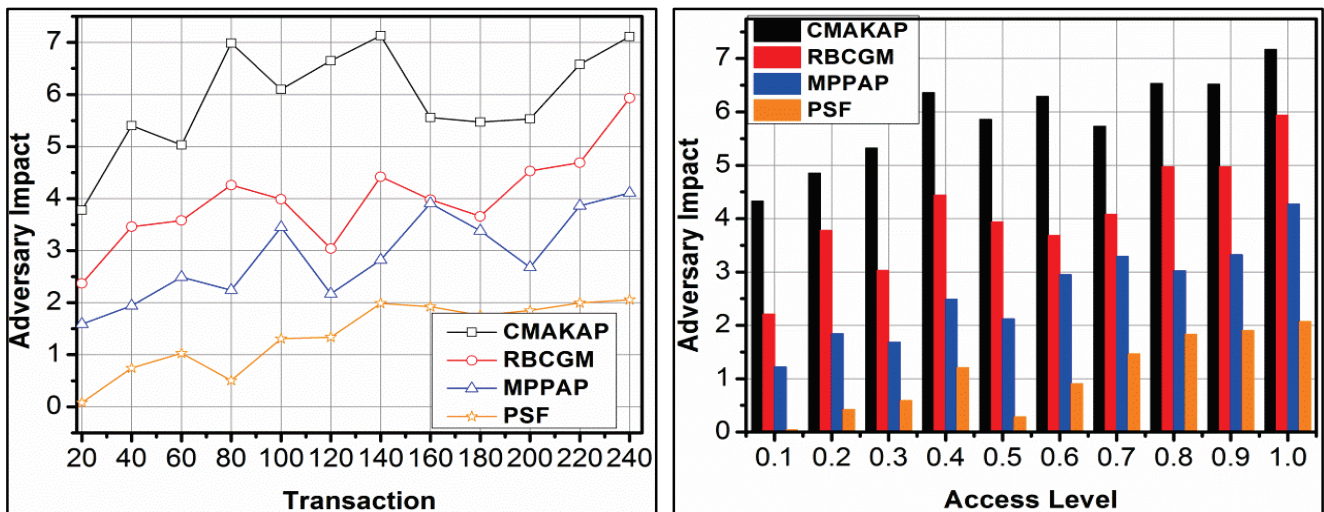 Adversary Impact
7
6
5
4
3
2
1
0
CMAKAP
RBCGM
MPPAP
PSF
20 40 60 80 100 120 140 160 180 200 220 240
Transaction
Adversary Impact
7
6
5
4
3
2
1
0
CMAKAP
RBCGM
MPPAP
PSF
0.1 0.2 0.3 0.4 0.5 0.6 0.7 0.8 0.9 1.0
Access Level